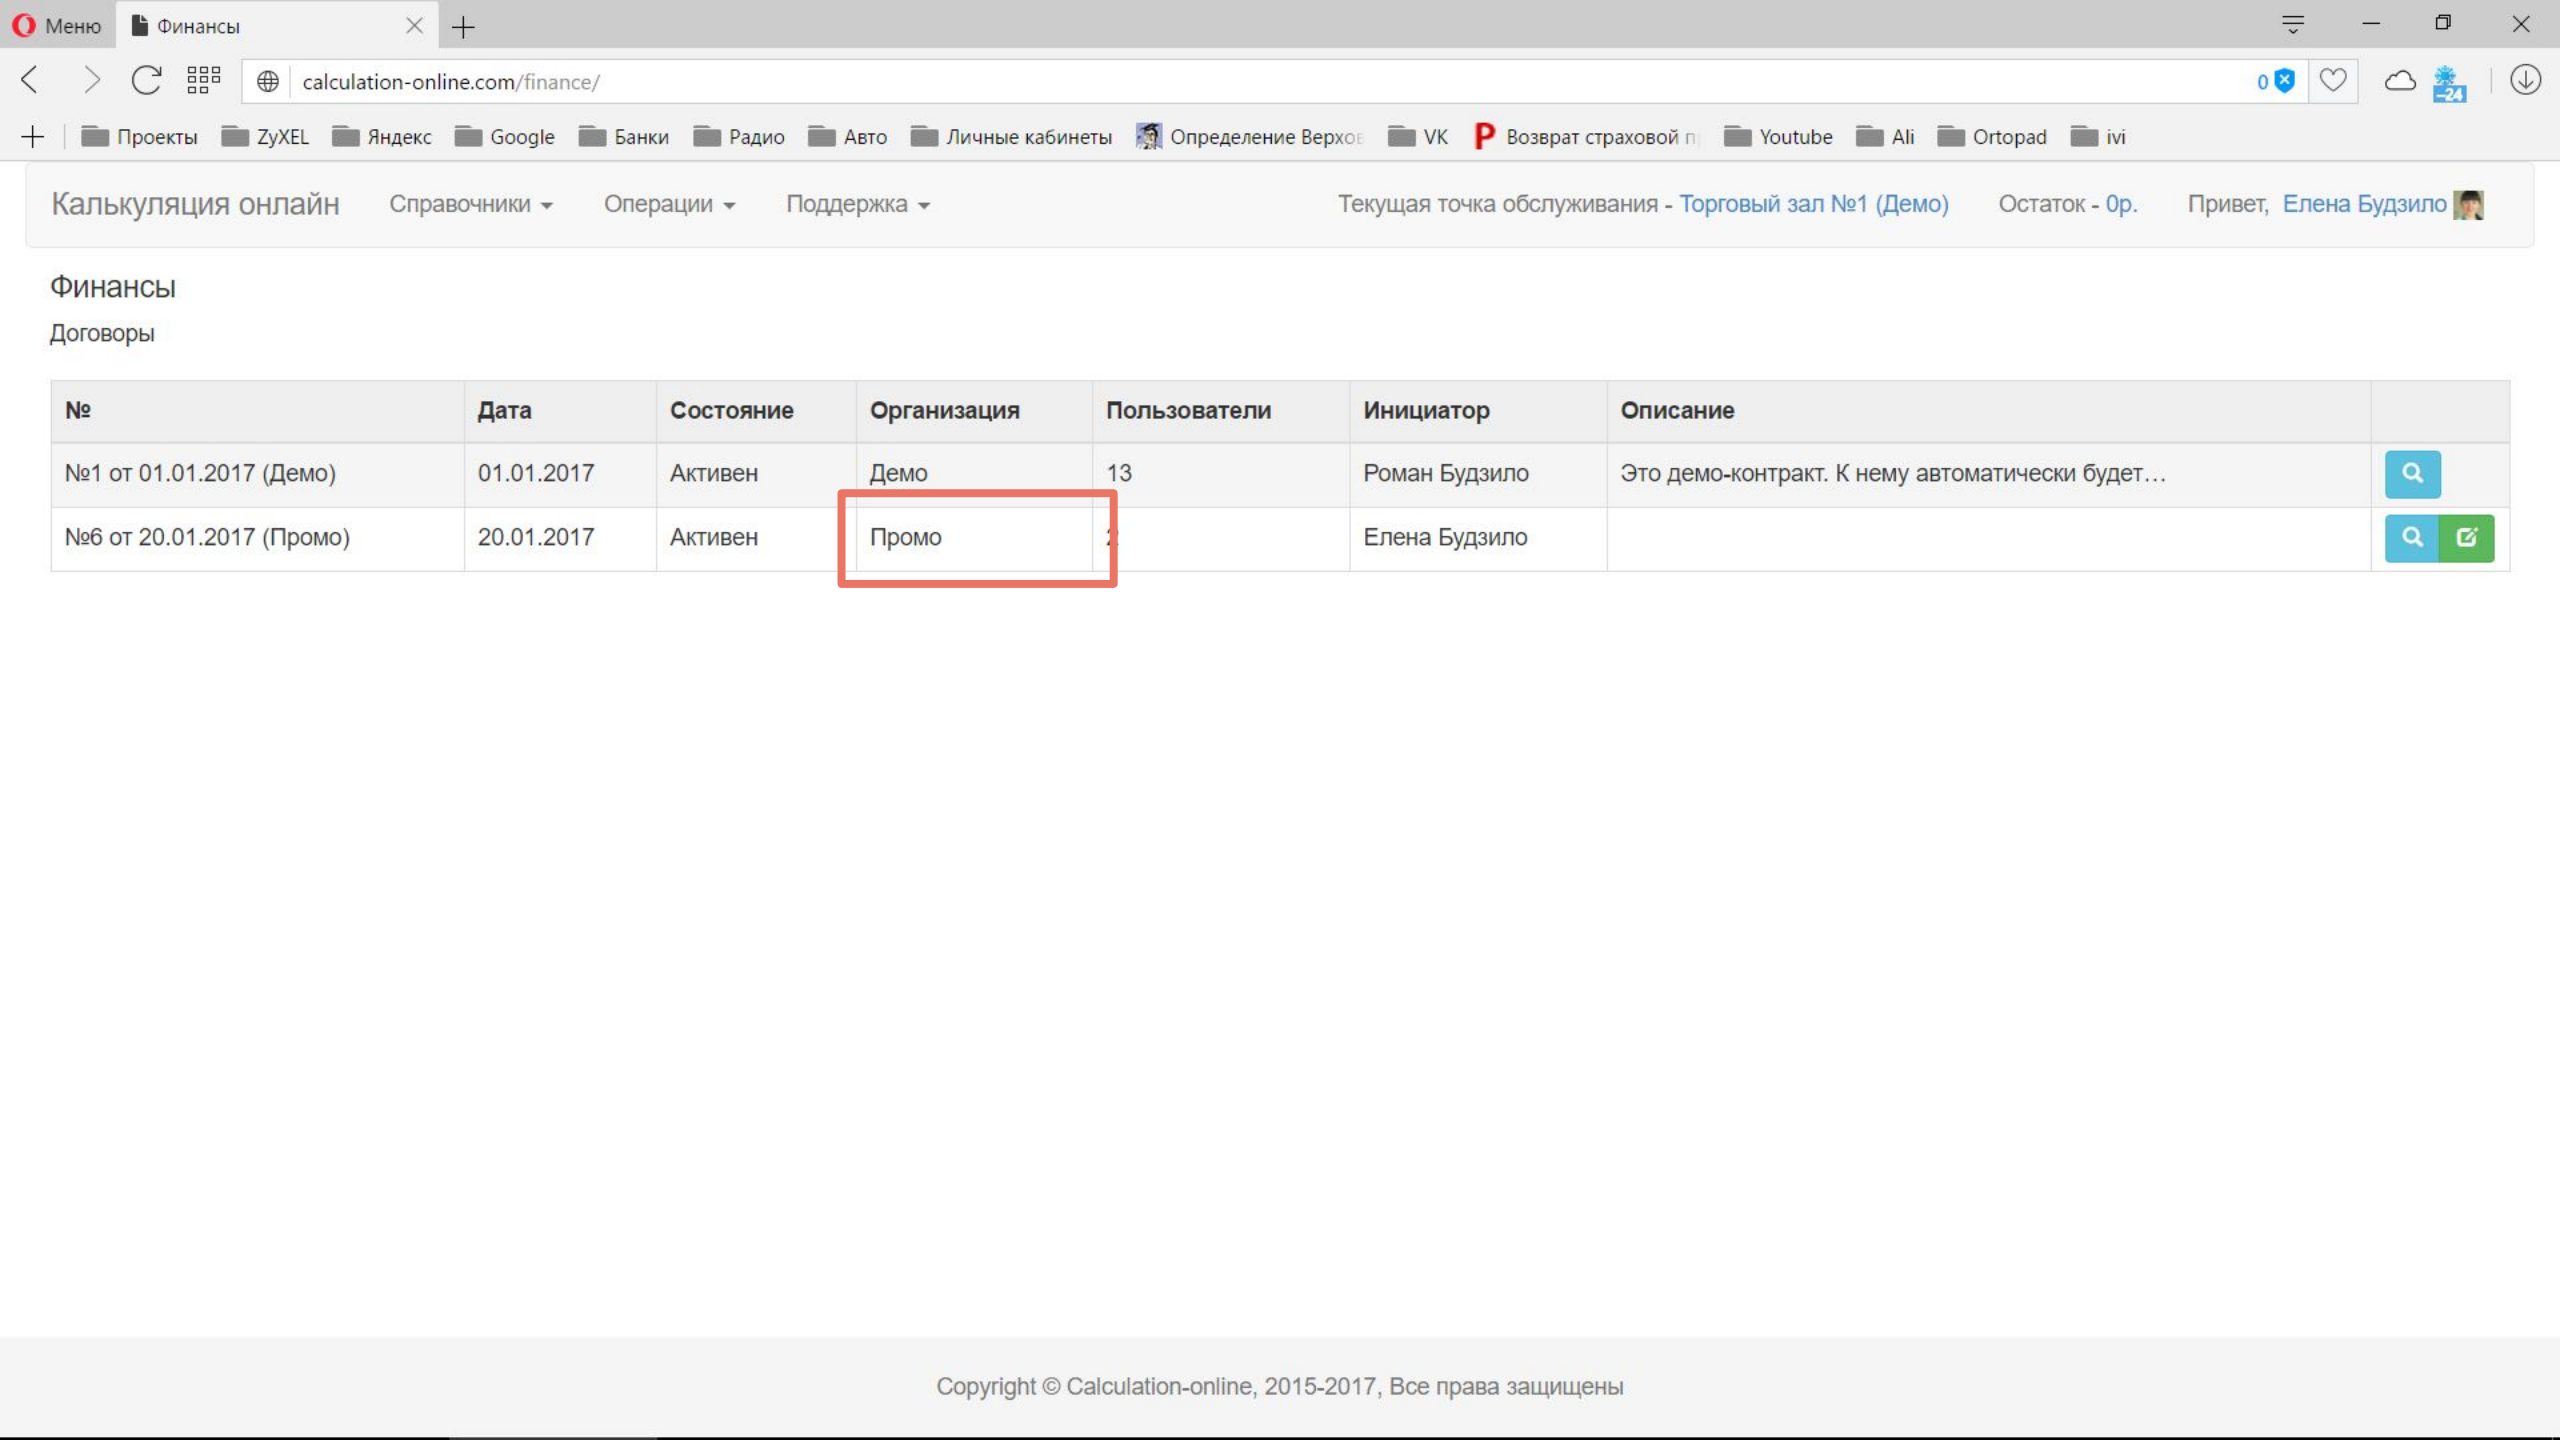 Меню Финансы
calculation-online.com/finance/ 0 -24
Проекты ZyXEL Яндекс Google Банки Радио Авто Личные кабинеты Определение Верхов VK Возврат страховой п Youtube Ali Ortopad ivi
Калькуляция онлайн Справочники Операции Поддержка Текущая точка обслуживания - Торговый зал №1 (Демо) Остаток - 0р. Привет, Елена Будзило
Финансы
Договоры
№ Дата Состояние Организация Пользователи Инициатор Описание
№1 от 01.01.2017 (Демо) 01.01.2017 Активен Демо 13 Роман Будзило Это демо-контракт. К нему автоматически будет…
№6 от 20.01.2017 (Промо) 20.01.2017 Активен Промо 2 Елена Будзило
Copyright © Calculation-online, 2015-2017, Все права защищены